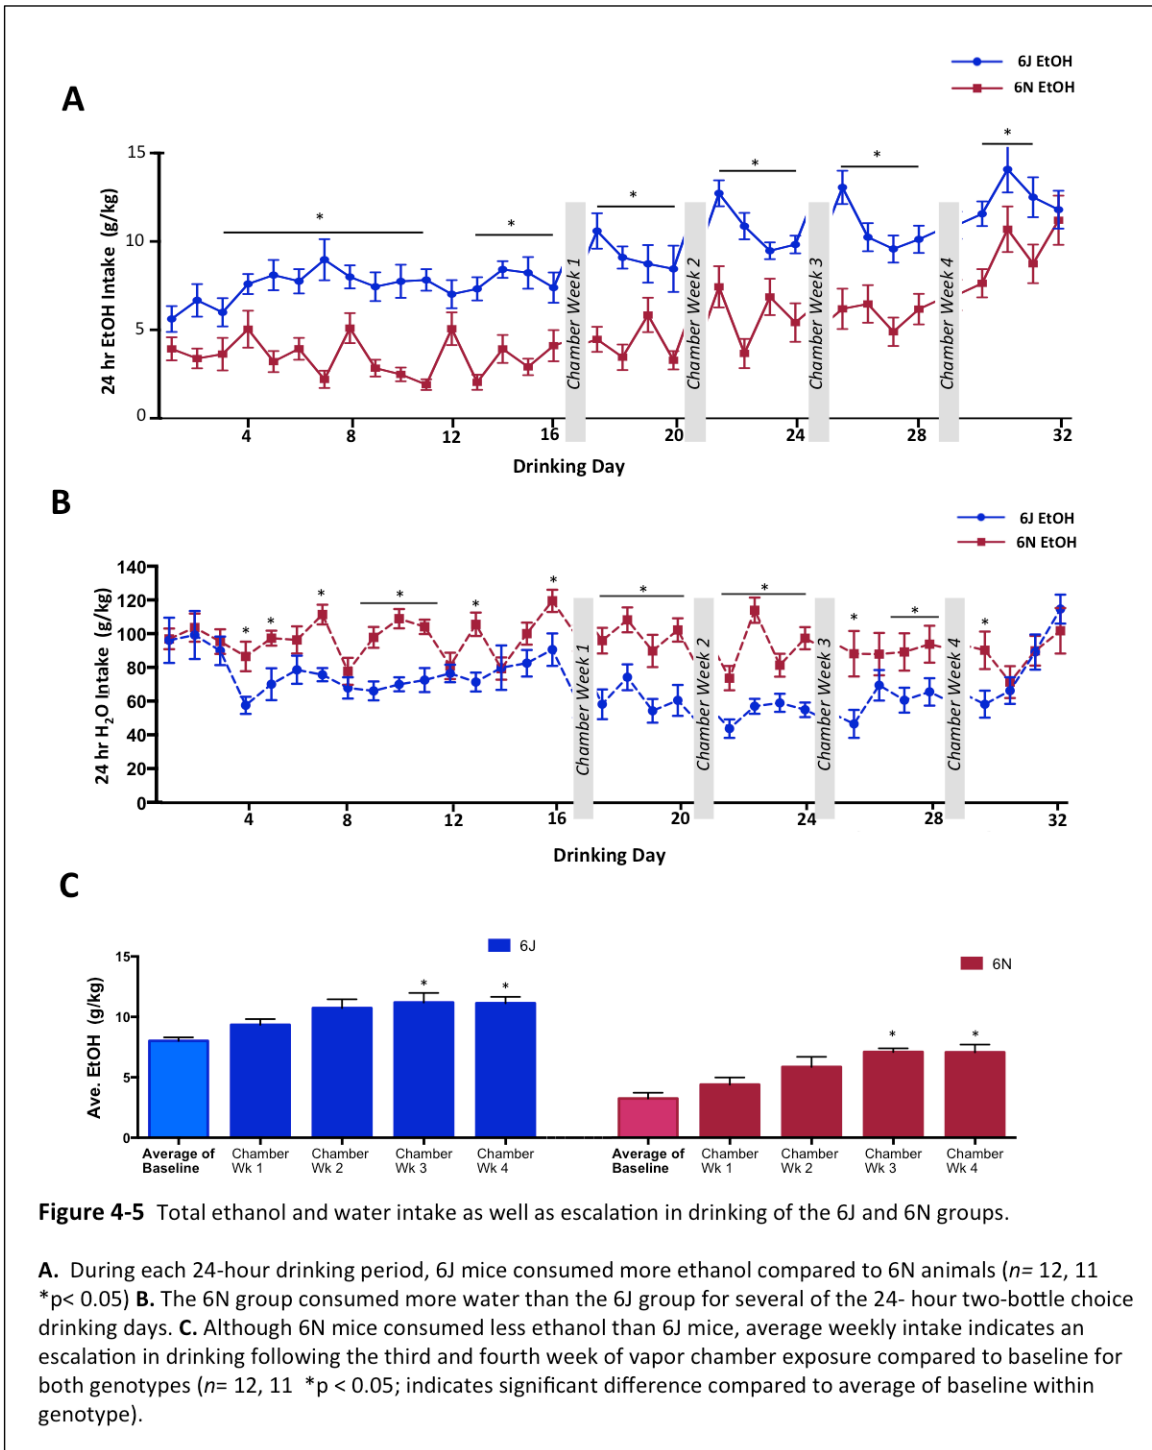 A
6J EtOH
6N EtOH
*
*
*
*
*
*
15
10
5
0
24 hr EtOH Intake (g/kg)
Chamber Week 1
Chamber Week 2
Chamber Week 3
Chamber Week 4
4 8 12 16 20 24 28 32
Drinking Day
B
6J EtOH
6N EtOH
140
120
100
80
60
40
20
0
24 hr H₂O Intake (g/kg)
* * * * * * * * * * *
Chamber Week 1
Chamber Week 2
Chamber Week 3
Chamber Week 4
4 8 12 16 20 24 28 32
Drinking Day
C
6J
6N
15
10
5
0
Ave. EtOH (g/kg)
* * * *
Average of Baseline
Chamber Wk 1
Chamber Wk 2
Chamber Wk 3
Chamber Wk 4
Average of Baseline
Chamber Wk 1
Chamber Wk 2
Chamber Wk 3
Chamber Wk 4
Figure 4-5 Total ethanol and water intake as well as escalation in drinking of the 6J and 6N groups.
A. During each 24-hour drinking period, 6J mice consumed more ethanol compared to 6N animals (n= 12, 11
*p< 0.05) B. The 6N group consumed more water than the 6J group for several of the 24- hour two-bottle choice
drinking days. C. Although 6N mice consumed less ethanol than 6J mice, average weekly intake indicates an
escalation in drinking following the third and fourth week of vapor chamber exposure compared to baseline for
both genotypes (n= 12, 11 *p < 0.05; indicates significant difference compared to average of baseline within
genotype).